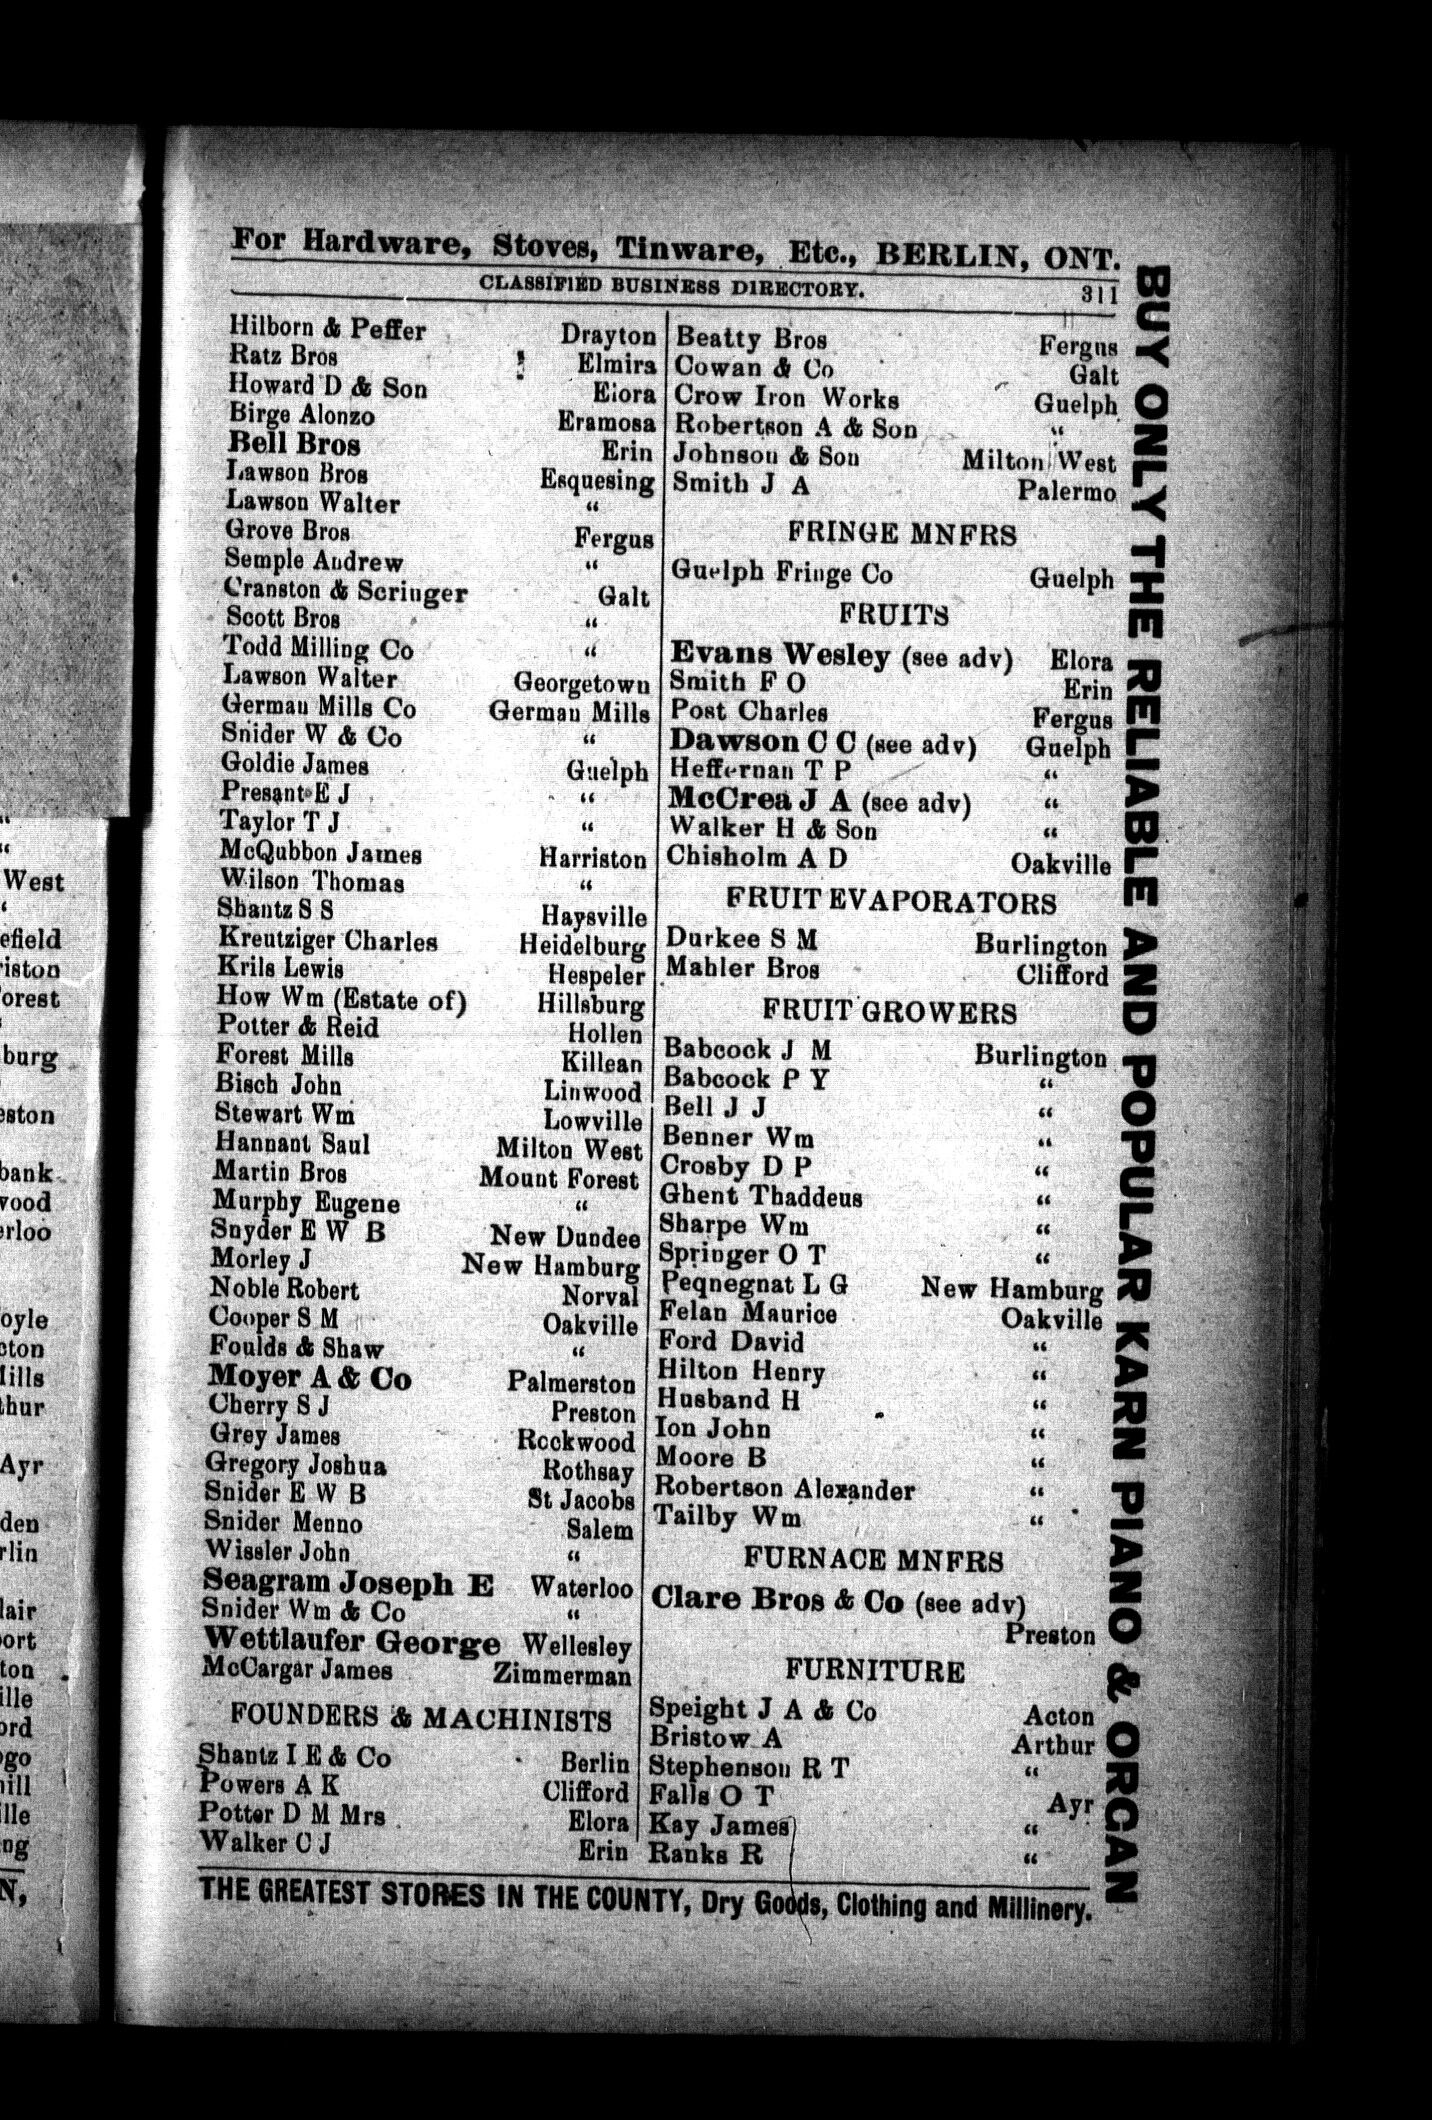 For Hardware, Stoves, Tinware, Etc., BERLIN, ONT.
CLASSIFIED BUSINESS DIRECTORY. 311
Hilborn & Peffer Drayton
Ratz Bros Elmira
Howard D & Son Elora
Birge Alonzo Eramosa
Bell Bros Erin
Lawson Bros Esquesing
Lawson Walter “
Grove Bros Fergus
Semple Andrew “
Cranston & Scringer Galt
Scott Bros “
Todd Milling Co “
Lawson Walter Georgetown
German Mills Co German Mills
Snider W & Co “
Goldie James Guelph
Presant E J “
Taylor T J “
McQubbon James Harriston
Wilson Thomas “
Shantz S S Haysville
Kreutziger Charles Heidelburg
Krils Lewis Hespeler
How Wm (Estate of) Hillsburg
Potter & Reid Hollen
Forest Mills Killean
Bisch John Linwood
Stewart Wm Lowville
Hannant Saul Milton West
Martin Bros Mount Forest
Murphy Eugene “
Snyder E W B New Dundee
Morley J New Hamburg
Noble Robert Norval
Cooper S M Oakville
Foulds & Shaw “
Moyer A & Co Palmerston
Cherry S J Preston
Grey James Rockwood
Gregory Joshua Rothsay
Snider E W B St Jacobs
Snider Menno Salem
Wissler John “
Seagram Joseph E Waterloo
Snider Wm & Co “
Wettlaufer George Wellesley
McCargar James Zimmerman
FOUNDERS & MACHINISTS
Shantz I E & Co Berlin
Powers A K Clifford
Potter D M Mrs Elora
Walker C J Erin
Beatty Bros Fergus
Cowan & Co Galt
Crow Iron Works Guelph
Robertson A & Son “
Johnson & Son Milton West
Smith J A Palermo
FRINGE MNFRS
Guelph Fringe Co Guelph
FRUITS
Evans Wesley (see adv) Elora
Smith F O Erin
Post Charles Fergus
Dawson C C (see adv) Guelph
Heffernan T P “
McCrea J A (see adv) “
Walker H & Son “
Chisholm A D Oakville
FRUIT EVAPORATORS
Durkee S M Burlington
Mahler Bros Clifford
FRUIT GROWERS
Babcock J M Burlington
Babcock P Y “
Bell J J “
Benner Wm “
Crosby D P “
Ghent Thaddeus “
Sharpe Wm “
Springer O T “
Peqnegnat L G New Hamburg
Felan Maurice Oakville
Ford David “
Hilton Henry “
Husband H “
Ion John “
Moore B “
Robertson Alexander “
Tailby Wm “
FURNACE MNFRS
Clare Bros & Co (see adv)
Preston
FURNITURE
Speight J A & Co Acton
Bristow A Arthur
Stephenson R T “
Falls O T Ayr
Kay James “
Ranks R “
THE GREATEST STORES IN THE COUNTY, Dry Goods, Clothing and Millinery.
BUY ONLY THE RELIABLE AND POPULAR KARN PIANO & ORGAN
West
Ayr